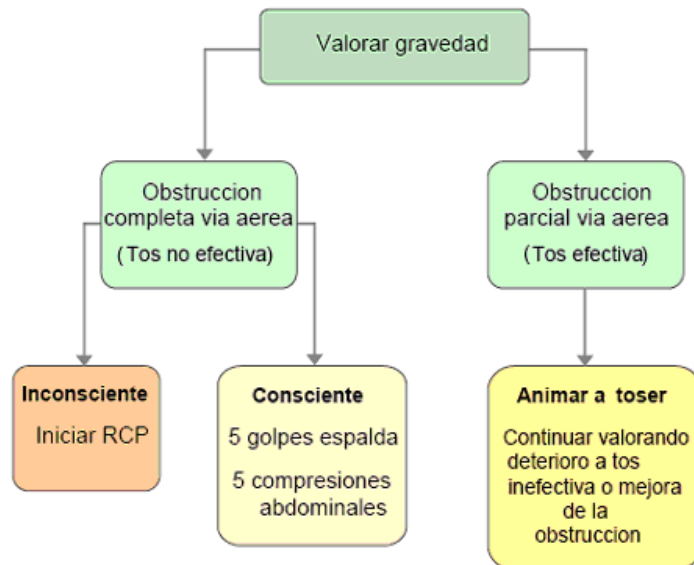 Valorar gravedad
Obstruccion
completa via aerea
(Tos no efectiva)
Obstruccion
parcial via aerea
(Tos efectiva)
Inconsciente
Iniciar RCP
Consciente
5 golpes espalda
5 compresiones
abdominales
Animar a toser
Continuar valorando
deterioro a tos
inefectiva o mejora
de la
obstruccion